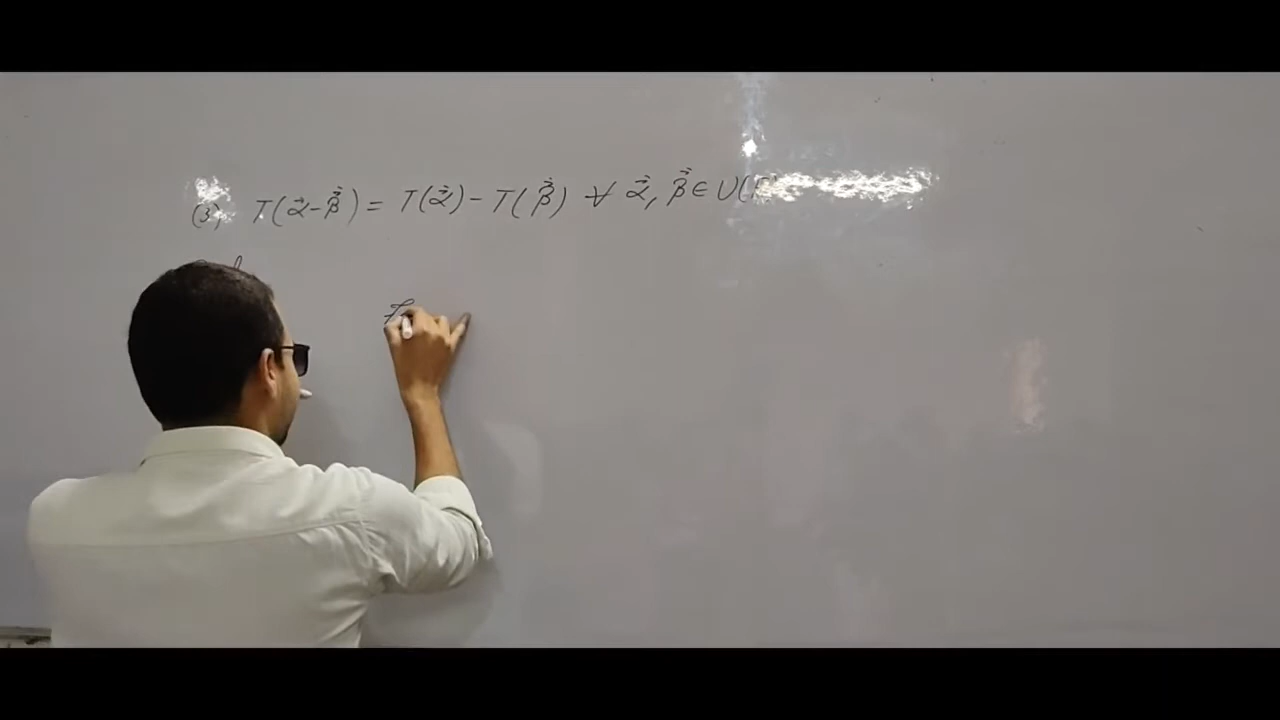 (3), T(α⃗-β⃗) = T(α⃗) - T(β⃗) ∀ α⃗, β⃗ ∈ U(F)